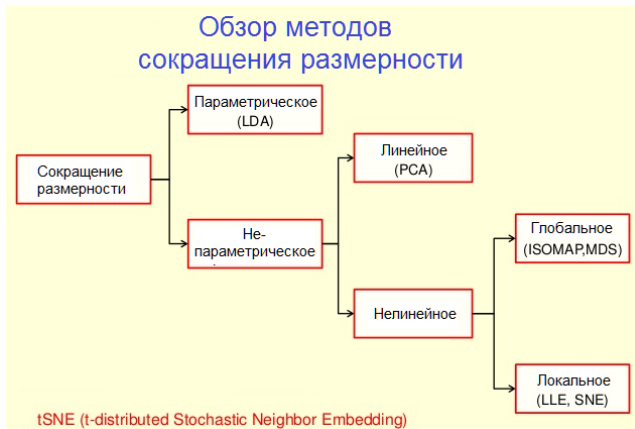 Обзор методов
сокращения размерности
Параметрическое
(LDA)
Сокращение
размерности
Линейное
(PCA)
Не-
параметрическое
Глобальное
(ISOMAP,MDS)
Нелинейное
Локальное
(LLE, SNE)
tSNE (t-distributed Stochastic Neighbor Embedding)